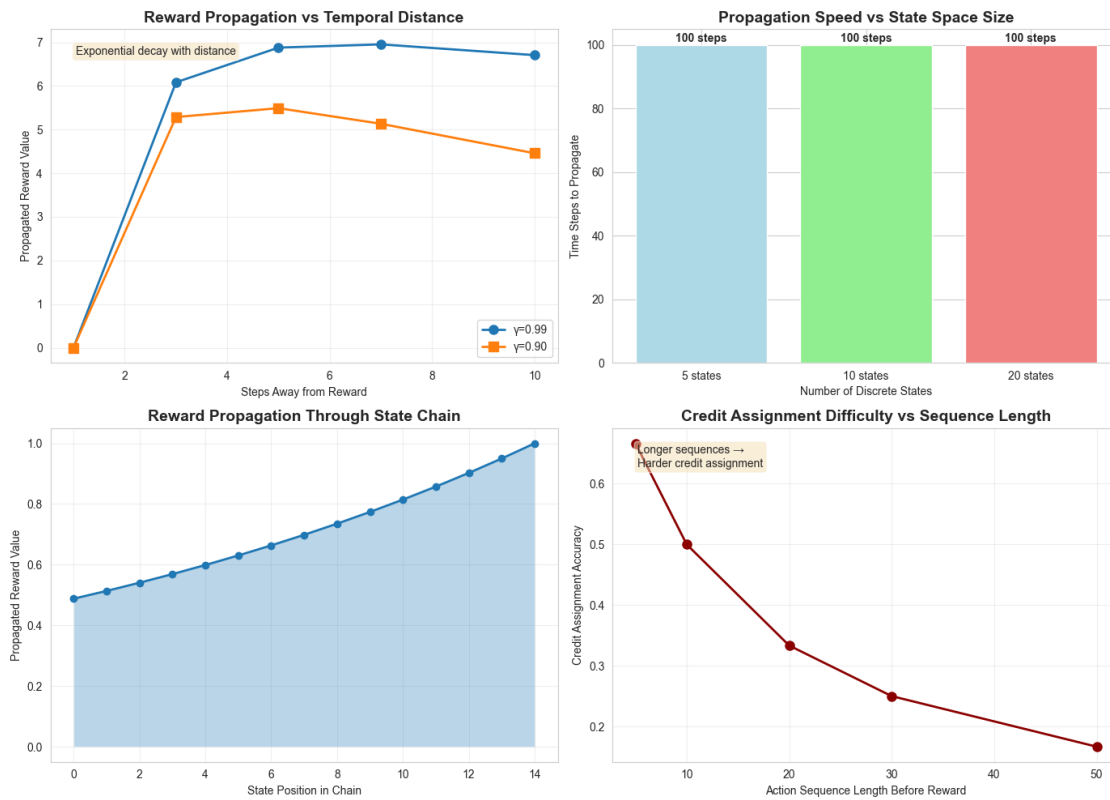 Reward Propagation vs Temporal Distance
Propagated Reward Value
7
6
5
4
3
2
1
0
Exponential decay with distance
γ=0.99
γ=0.90
2
4
6
8
10
Steps Away from Reward
Propagation Speed vs State Space Size
Time Steps to Propagate
100
80
60
40
20
0
100 steps
100 steps
100 steps
5 states
10 states
20 states
Number of Discrete States
Reward Propagation Through State Chain
Propagated Reward Value
1.0
0.8
0.6
0.4
0.2
0.0
0
2
4
6
8
10
12
14
State Position in Chain
Credit Assignment Difficulty vs Sequence Length
Credit Assignment Accuracy
0.6
0.5
0.4
0.3
0.2
Longer sequences →
Harder credit assignment
10
20
30
40
50
Action Sequence Length Before Reward